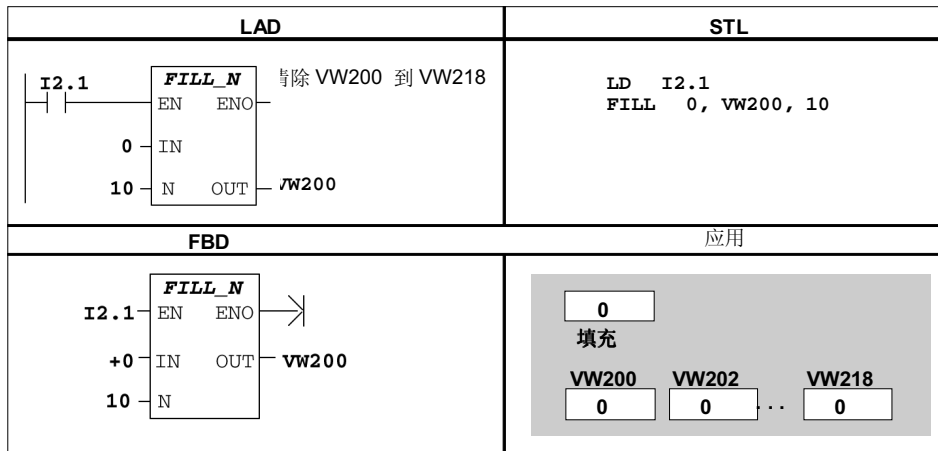 LAD
STL
I2.1
FILL_N
除 VW200 到 VW218
EN ENO
0 IN
10 N OUT VW200
LD I2.1
FILL 0, VW200, 10
FBD
应用
FILL_N
I2.1 EN ENO
+0 IN OUT VW200
10 N
0
填充
VW200 VW202 VW218
0 0 ... 0